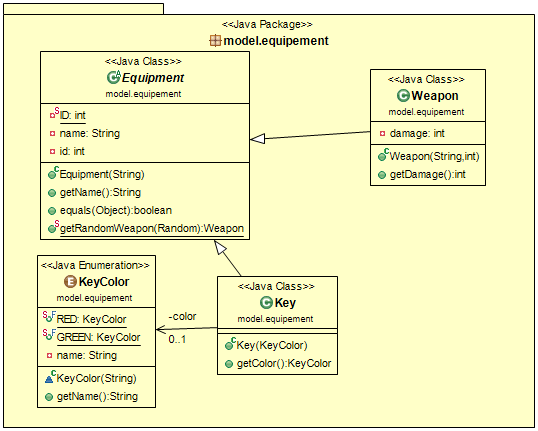 <<Java Package>>
model.equipement
<<Java Class>>
Equipment
model.equipement
ID: int
name: String
id: int
Equipment(String)
getName():String
equals(Object):boolean
getRandomWeapon(Random):Weapon
<<Java Class>>
Weapon
model.equipement
damage: int
Weapon(String,int)
getDamage():int
<<Java Enumeration>>
KeyColor
model.equipement
RED: KeyColor
GREEN: KeyColor
name: String
KeyColor(String)
getName():String
-color
0..1
<<Java Class>>
Key
model.equipement
Key(KeyColor)
getColor():KeyColor